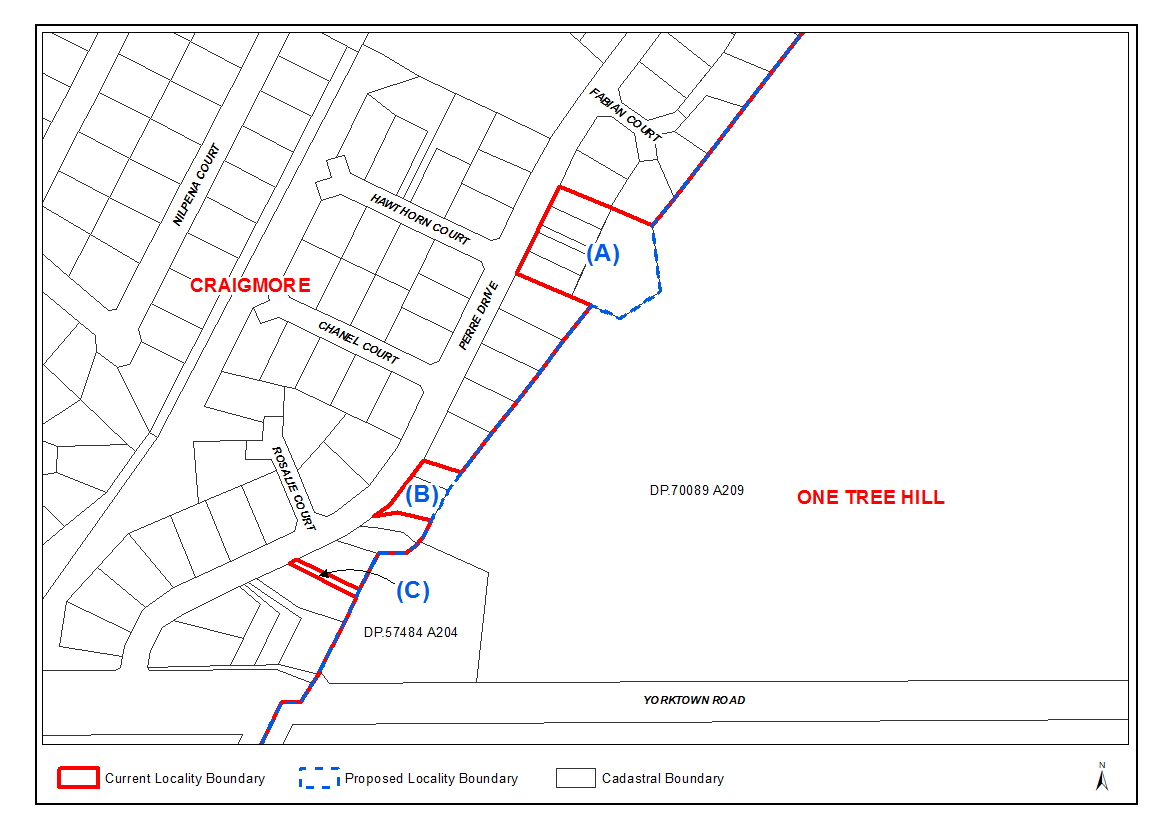 FABIAN COURT
NILPENA COURT
HAWTHORN COURT
(A)
CRAIGMORE
PERRE DRIVE
CHANEL COURT
ROSALIE COURT
(B)
DP.70089 A209
ONE TREE HILL
(C)
DP.57484 A204
YORKTOWN ROAD
Current Locality Boundary
Proposed Locality Boundary
Cadastral Boundary
N